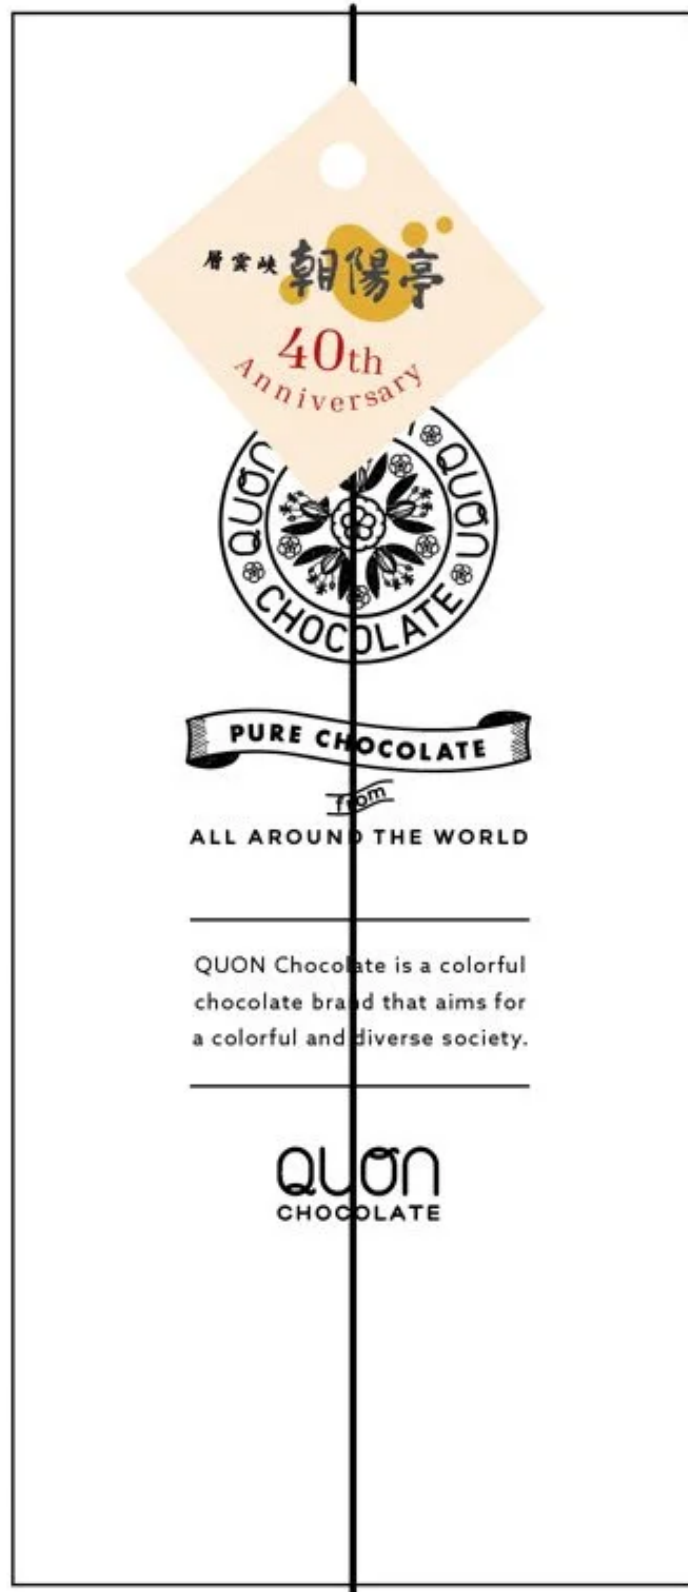 層雲峡 朝陽亭
40th
Anniversary
QUON QUON
CHOCOLATE
PURE CHOCOLATE
from
ALL AROUND THE WORLD
QUON Chocolate is a colorful
chocolate brand that aims for
a colorful and diverse society.
QUON
CHOCOLATE